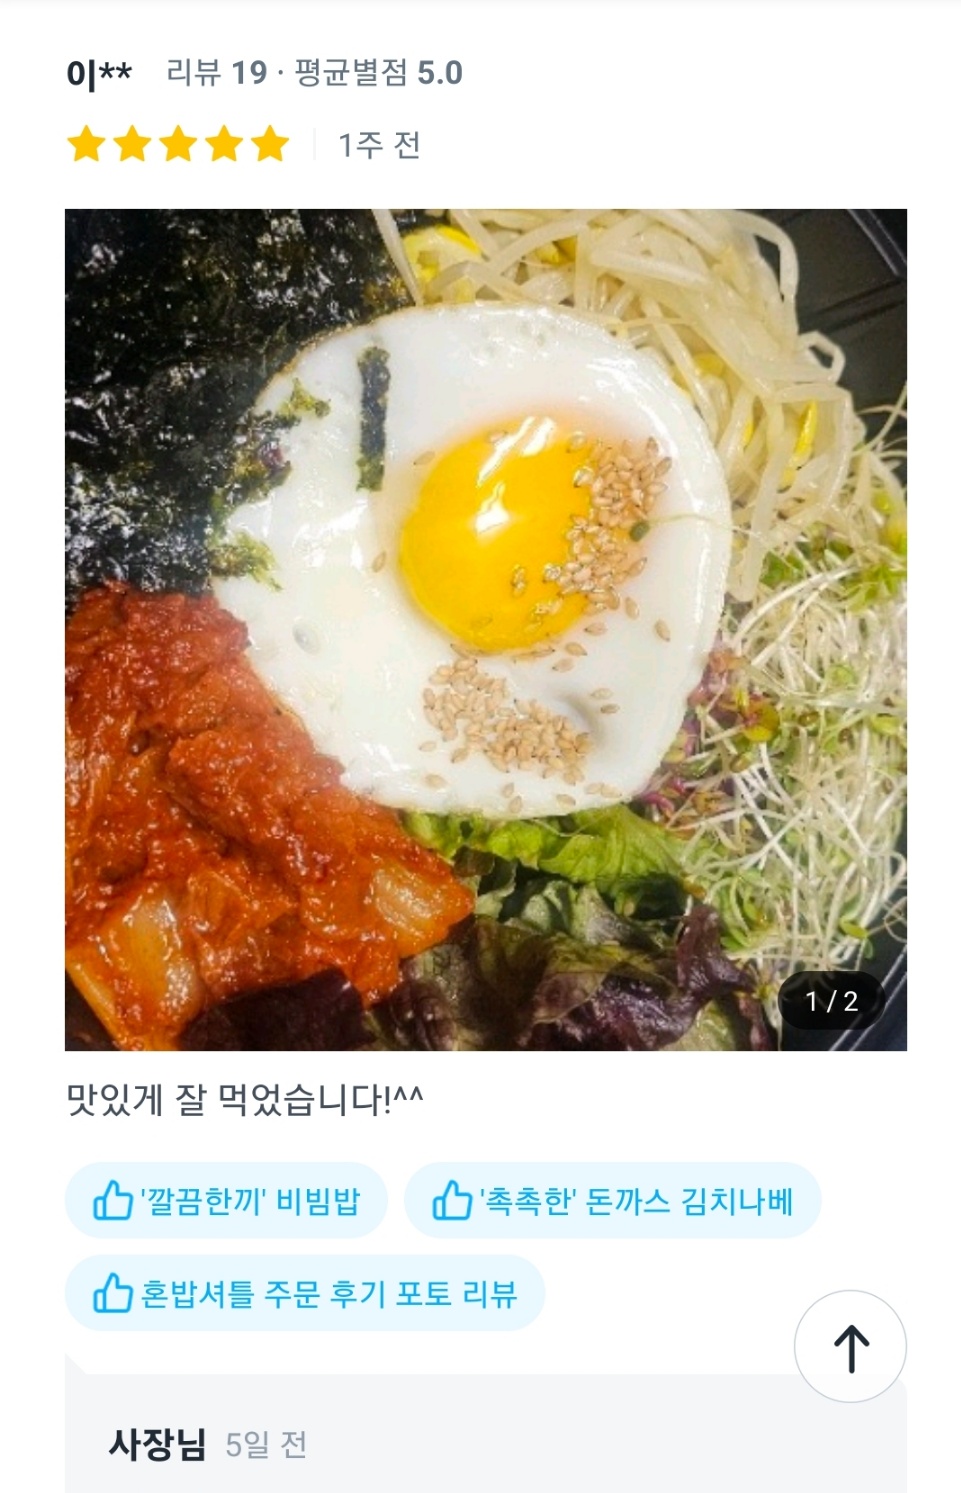 이** 리뷰 19 · 평균별점 5.0
1주 전
1 / 2
맛있게 잘 먹었습니다!^^
'깔끔한끼' 비빔밥 '촉촉한' 돈까스 김치나베
혼밥셔틀 주문 후기 포토 리뷰
사장님 5일 전